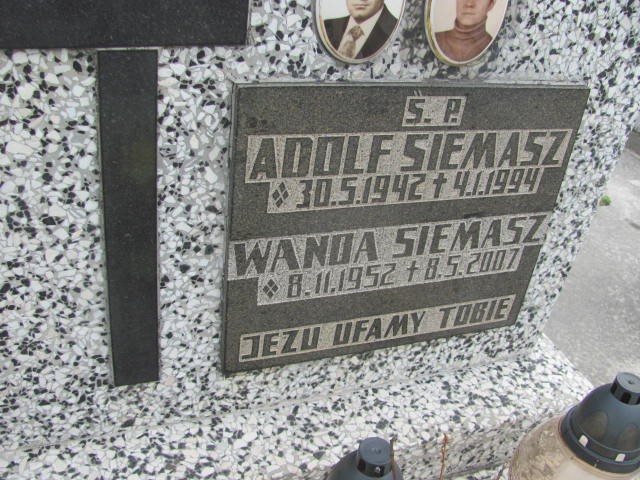 Ś. P.
ADOLF SIEMASZ
30.5.1942 † 4.1.1994
WANDA SIEMASZ
8.11.1952 † 8.5.2007
JEZU UFAMY TOBIE